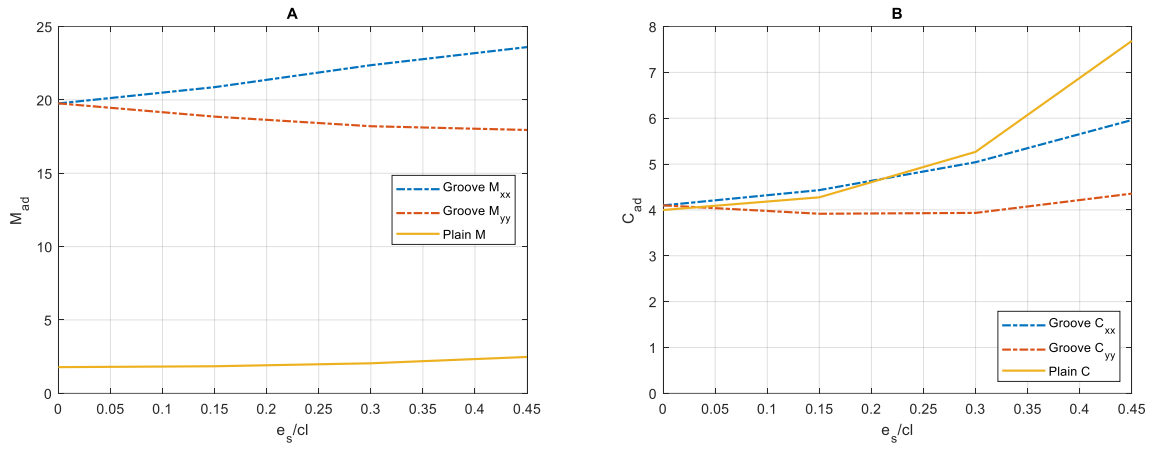 A
25
20
15
10
5
0
M_ad
0 0.05 0.1 0.15 0.2 0.25 0.3 0.35 0.4 0.45
e_s/cl
Groove M_xx
Groove M_yy
Plain M
B
8
7
6
5
4
3
2
1
0
C_ad
0 0.05 0.1 0.15 0.2 0.25 0.3 0.35 0.4 0.45
e_s/cl
Groove C_xx
Groove C_yy
Plain C